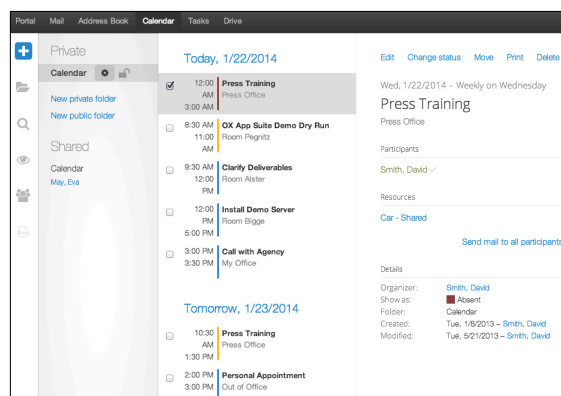 Portal Mail Address Book Calendar Tasks Drive
Private
Calendar
New private folder
New public folder
Shared
Calendar
May, Eva
Today, 1/22/2014
12:00 Press Training
AM Press Office
3:00 AM
8:30 AM OX App Suite Demo Dry Run
11:00 Room Pegnitz
AM
9:30 AM Clarify Deliverables
12:00 Room Alster
PM
12:00 Install Demo Server
PM Room Bigge
5:00 PM
3:00 PM Call with Agency
3:30 PM My Office
Tomorrow, 1/23/2014
10:30 Press Training
AM Press Office
1:30 PM
2:00 PM Personal Appointment
3:00 PM Out of Office
Edit Change status Move Print Delete
Wed, 1/22/2014 – Weekly on Wednesday
Press Training
Press Office
Participants
Smith, David
Resources
Car - Shared
Send mail to all participants
Details
Organizer: Smith, David
Show as: Absent
Folder: Calendar
Created: Tue, 1/8/2013 – Smith, David
Modified: Tue, 5/21/2013 – Smith, David